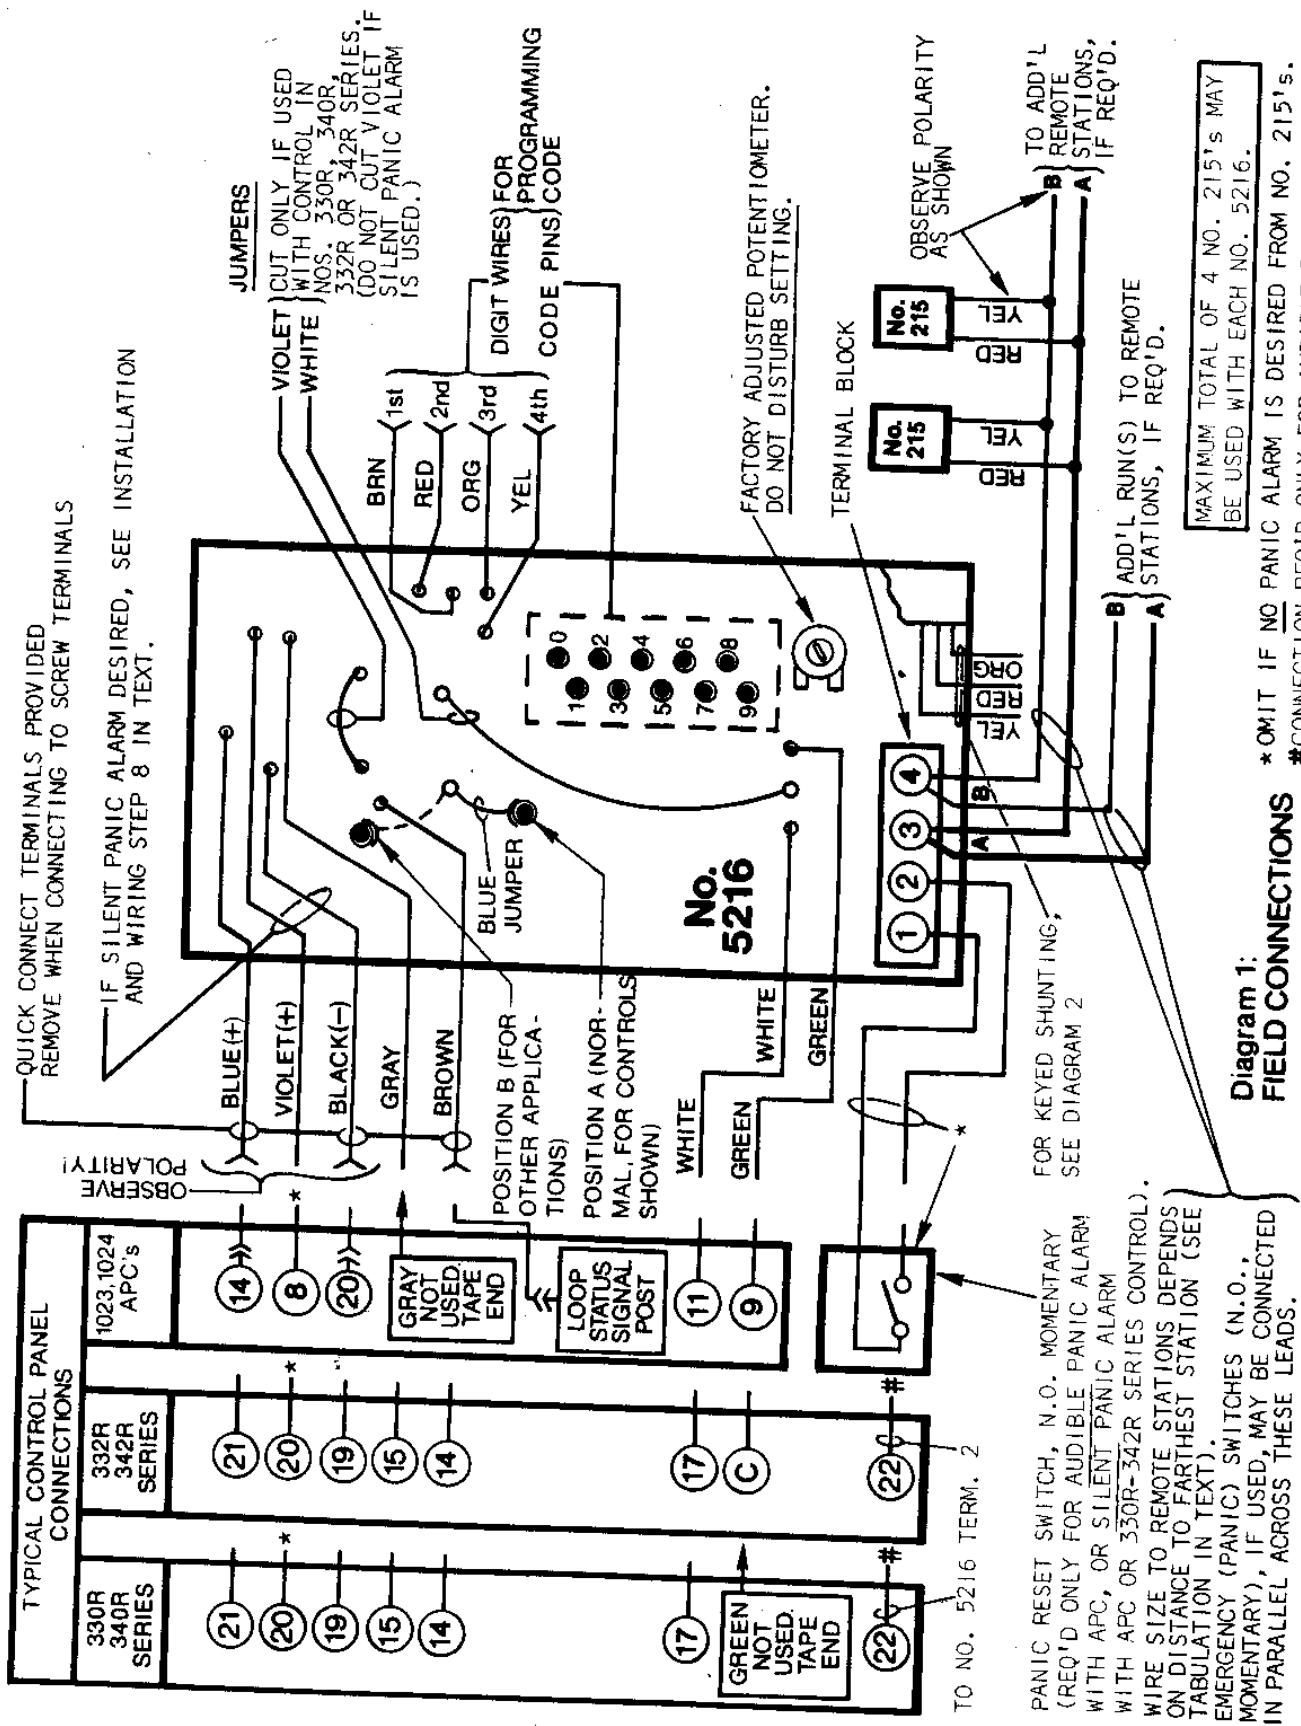 TYPICAL CONTROL PANEL
CONNECTIONS
330R
340R
SERIES
332R
342R
SERIES
1023,1024
APC's
21
20
*
19
15
14
17
GREEN
NOT
USED.
TAPE
END
22
#
TO NO. 5216 TERM. 2
21
20
*
19
15
14
17
C
22
#
14
8
*
20
GRAY
NOT
USED.
TAPE
END
LOOP
STATUS
SIGNAL
POST
11
9
OBSERVE
POLARITY!
QUICK CONNECT TERMINALS PROVIDED
REMOVE WHEN CONNECTING TO SCREW TERMINALS
IF SILENT PANIC ALARM DESIRED, SEE INSTALLATION
AND WIRING STEP 8 IN TEXT.
BLUE(+)
VIOLET(+)
BLACK(-)
GRAY
BROWN
POSITION B (FOR
OTHER APPLICA-
TIONS)
POSITION A (NOR-
MAL, FOR CONTROLS
SHOWN)
BLUE
JUMPER
WHITE
WHITE
GREEN
GREEN
No.
5216
JUMPERS
VIOLET
WHITE
CUT ONLY IF USED
WITH CONTROL IN
NOS. 330R, 340R,
332R OR 342R SERIES.
(DO NOT CUT VIOLET IF
SILENT PANIC ALARM
IS USED.)
BRN
1st
RED
2nd
ORG
3rd
YEL
4th
DIGIT WIRES
CODE PINS
FOR
PROGRAMMING
CODE
1
0
3
2
5
4
7
6
9
8
FACTORY ADJUSTED POTENTIOMETER.
DO NOT DISTURB SETTING.
TERMINAL BLOCK
1
2
3
4
YEL
RED
ORG
A
B
No.
215
RED
YEL
No.
215
RED
YEL
OBSERVE POLARITY
AS SHOWN
B
A
TO ADD'L
REMOTE
STATIONS,
IF REQ'D.
B
A
ADD'L RUN(S) TO REMOTE
STATIONS, IF REQ'D.
*
FOR KEYED SHUNTING,
SEE DIAGRAM 2
PANIC RESET SWITCH, N.O. MOMENTARY
(REQ'D ONLY FOR AUDIBLE PANIC ALARM
WITH APC, OR SILENT PANIC ALARM
WITH APC OR 330R-342R SERIES CONTROL).
WIRE SIZE TO REMOTE STATIONS DEPENDS
ON DISTANCE TO FARTHEST STATION (SEE
TABULATION IN TEXT).
EMERGENCY (PANIC) SWITCHES (N.O.,
MOMENTARY), IF USED, MAY BE CONNECTED
IN PARALLEL ACROSS THESE LEADS.
Diagram 1:
FIELD CONNECTIONS
MAXIMUM TOTAL OF 4 NO. 215's MAY
BE USED WITH EACH NO. 5216.
* OMIT IF NO PANIC ALARM IS DESIRED FROM NO. 215's.